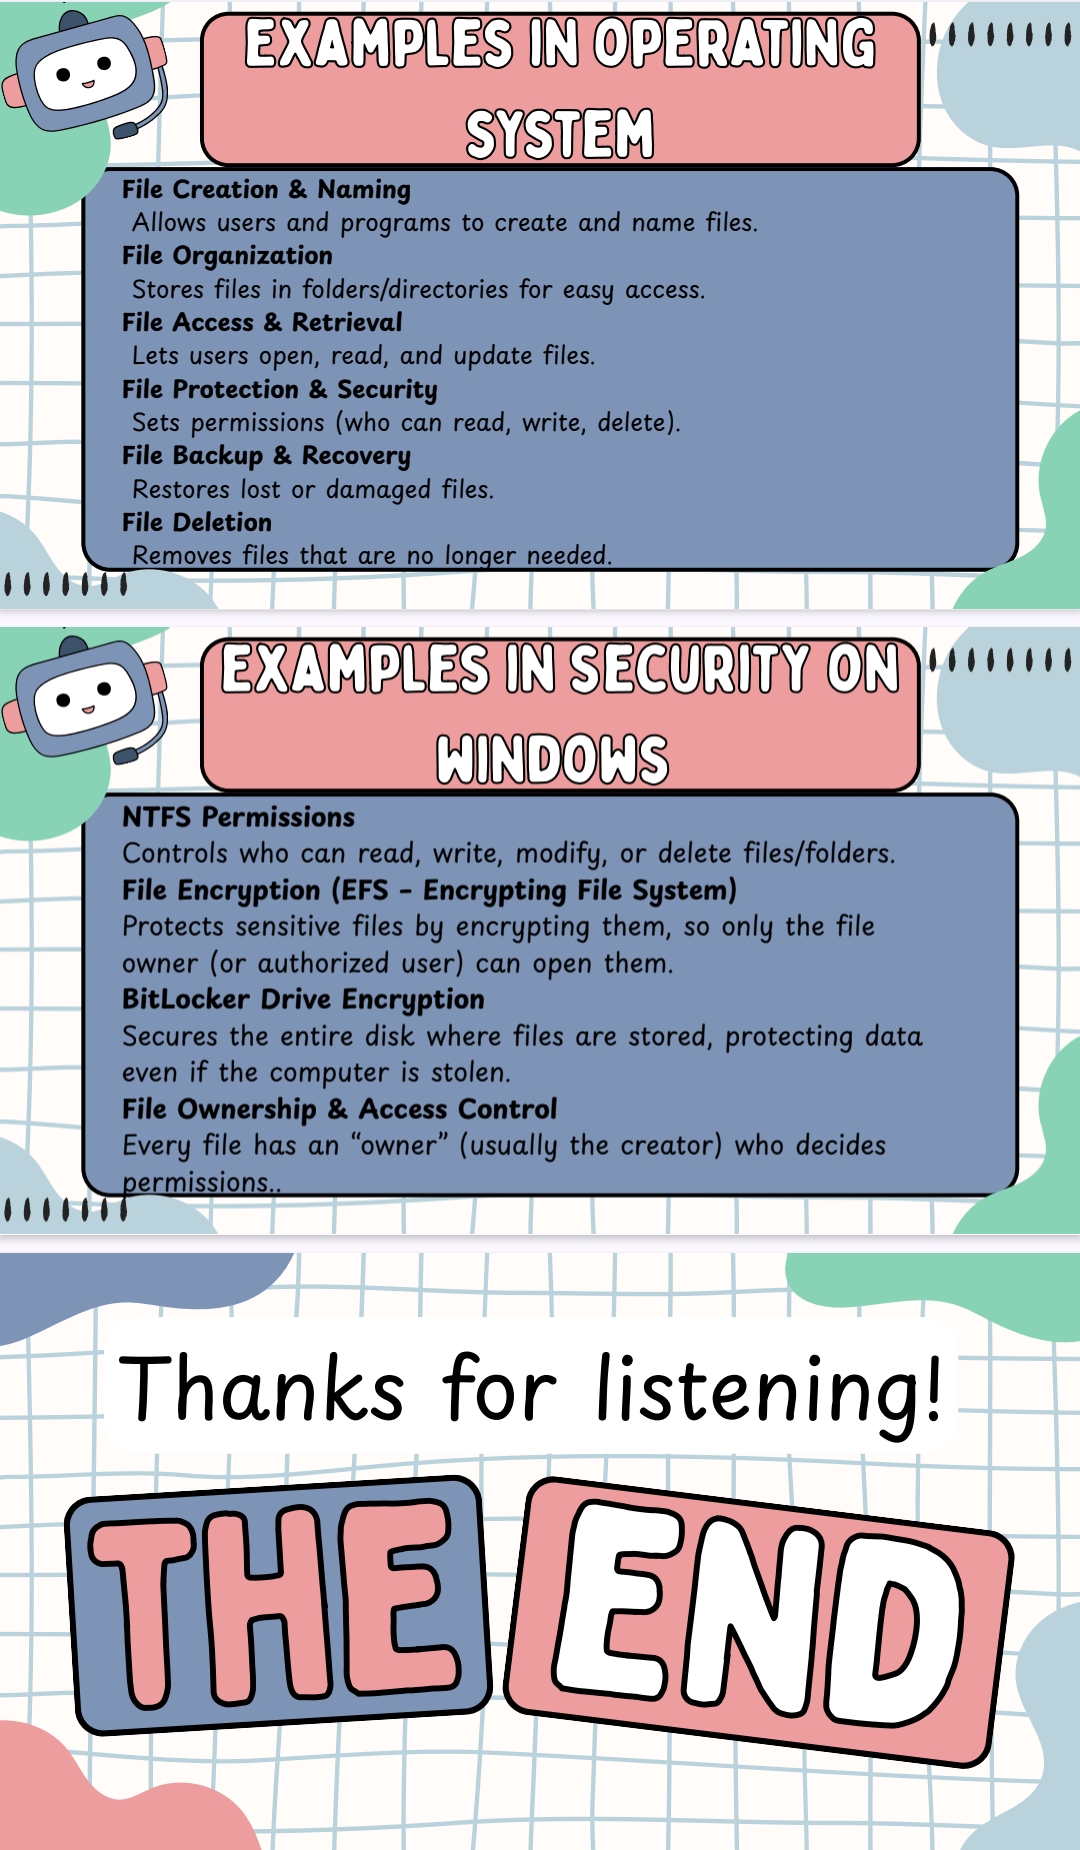 EXAMPLES IN OPERATING
SYSTEM
File Creation & Naming
Allows users and programs to create and name files.
File Organization
Stores files in folders/directories for easy access.
File Access & Retrieval
Lets users open, read, and update files.
File Protection & Security
Sets permissions (who can read, write, delete).
File Backup & Recovery
Restores lost or damaged files.
File Deletion
Removes files that are no longer needed.
EXAMPLES IN SECURITY ON
WINDOWS
NTFS Permissions
Controls who can read, write, modify, or delete files/folders.
File Encryption (EFS – Encrypting File System)
Protects sensitive files by encrypting them, so only the file
owner (or authorized user) can open them.
BitLocker Drive Encryption
Secures the entire disk where files are stored, protecting data
even if the computer is stolen.
File Ownership & Access Control
Every file has an “owner” (usually the creator) who decides
permissions..
Thanks for listening!
THE END